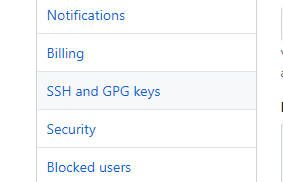 Notifications
Billing
SSH and GPG keys
Security
Blocked users